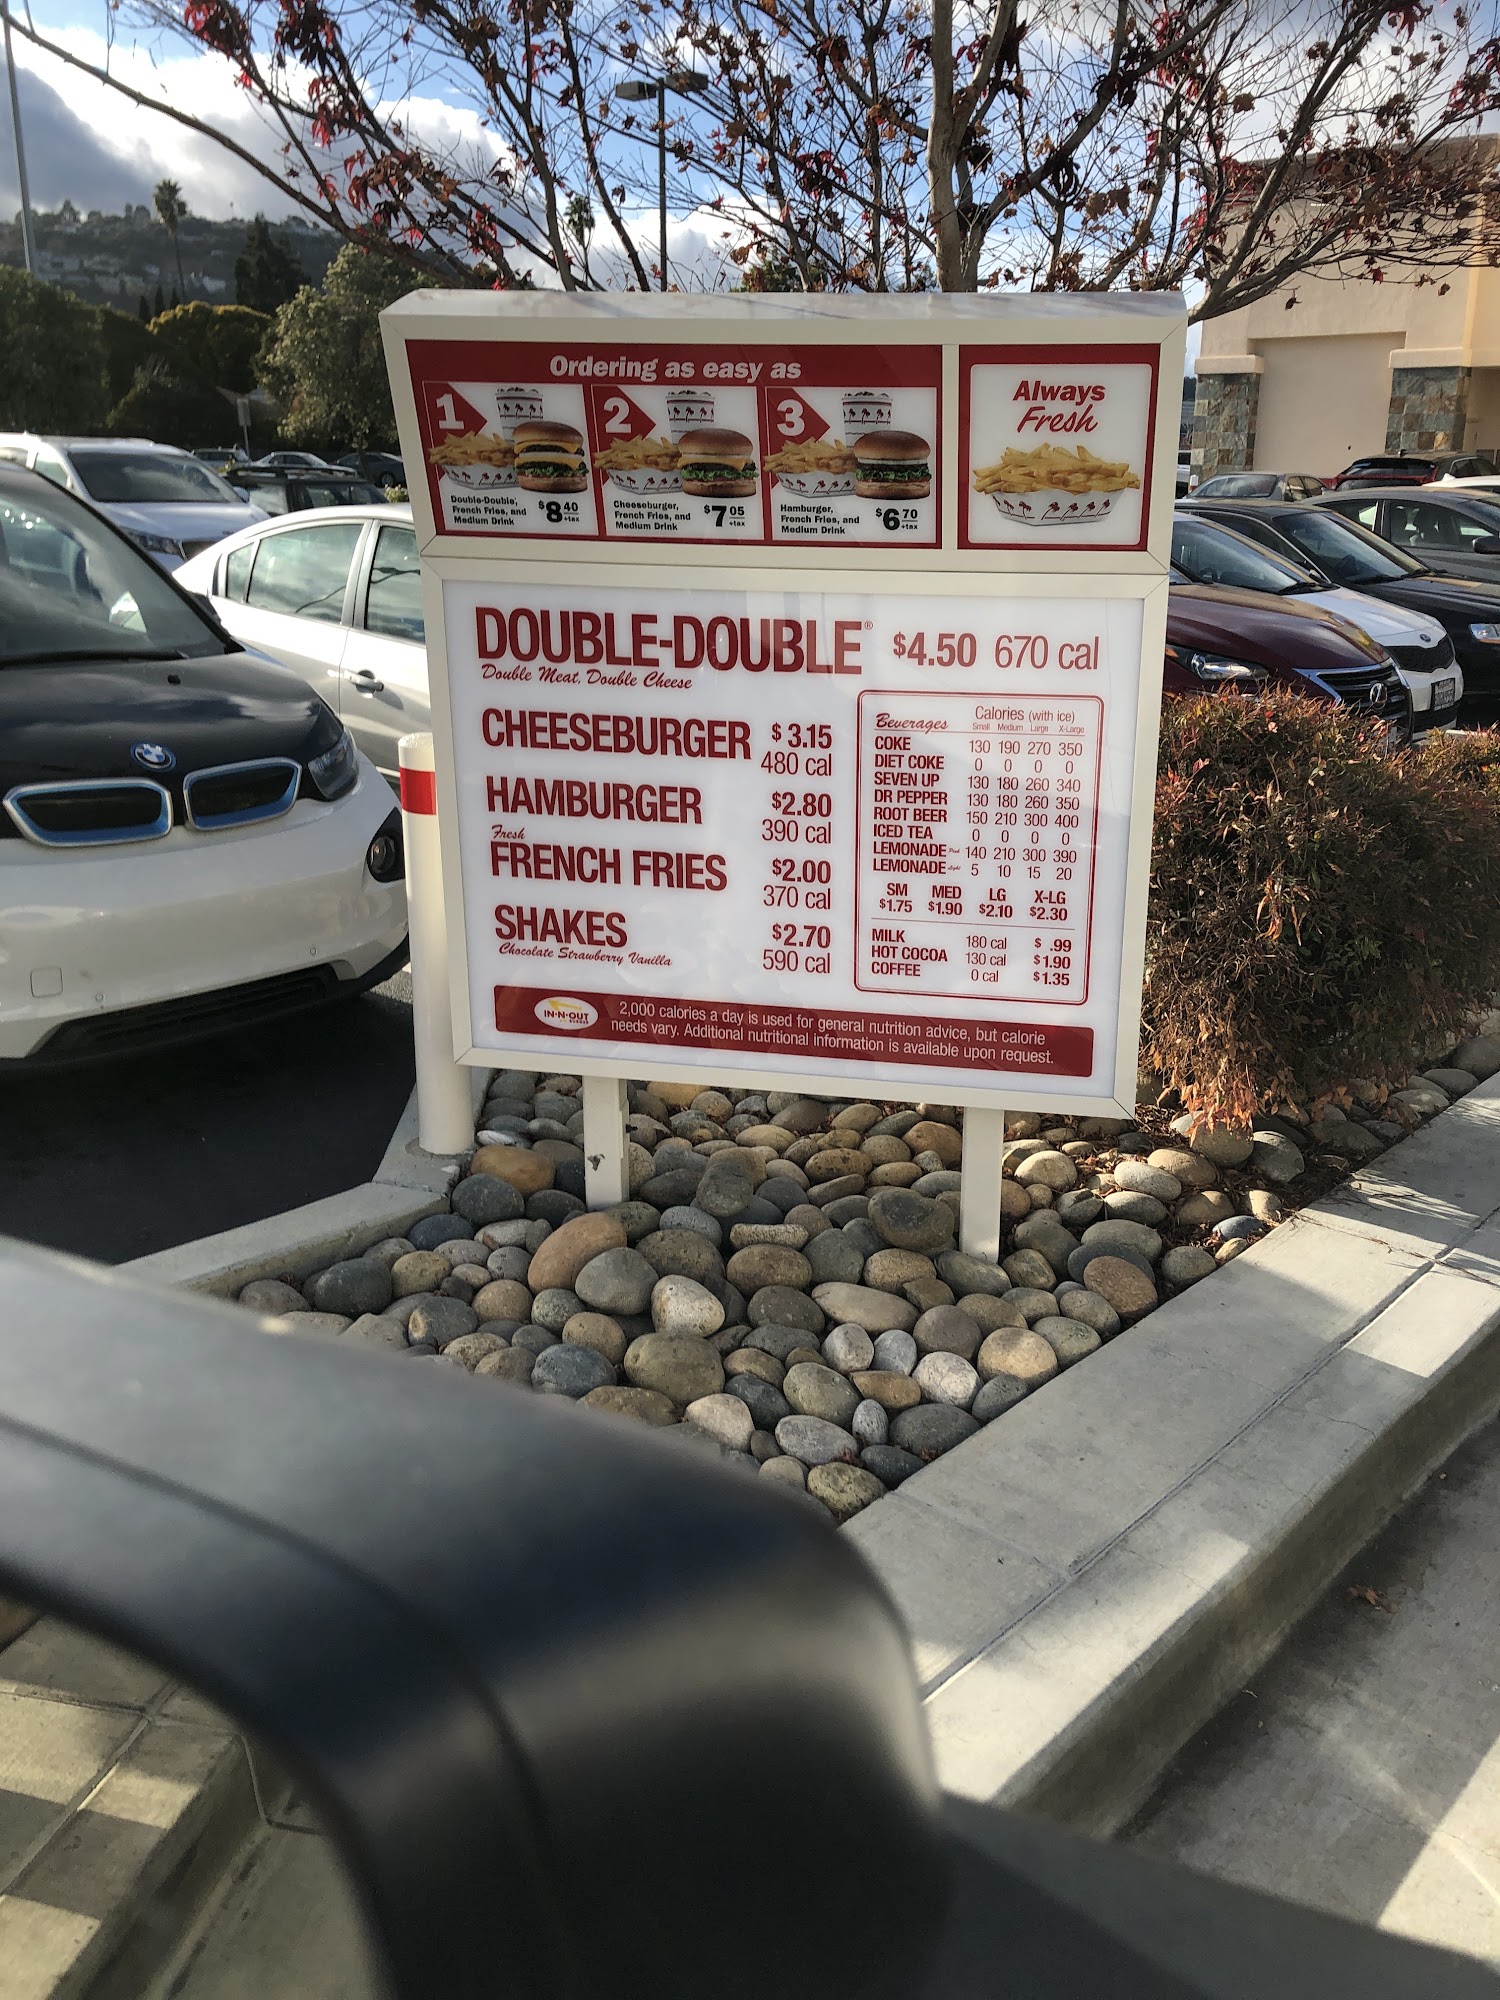 Ordering as easy as
1
Double-Double®,
French Fries, and
Medium Drink
$8 40
+tax
2
Cheeseburger,
French Fries, and
Medium Drink
$7 05
+tax
3
Hamburger,
French Fries, and
Medium Drink
$6 70
+tax
Always
Fresh
DOUBLE-DOUBLE® $4.50 670 cal
Double Meat, Double Cheese
CHEESEBURGER $ 3.15
480 cal
HAMBURGER $2.80
390 cal
Fresh
FRENCH FRIES $2.00
370 cal
SHAKES $2.70
Chocolate Strawberry Vanilla 590 cal
Beverages Calories (with ice)
Small Medium Large X-Large
COKE 130 190 270 350
DIET COKE 0 0 0 0
SEVEN UP 130 180 260 340
DR PEPPER 130 180 260 350
ROOT BEER 150 210 300 400
ICED TEA 0 0 0 0
LEMONADE Pink 140 210 300 390
LEMONADE Light 5 10 15 20
SM MED LG X-LG
$1.75 $1.90 $2.10 $2.30
MILK 180 cal $ .99
HOT COCOA 130 cal $1.90
COFFEE 0 cal $1.35
IN-N-OUT
BURGER
2,000 calories a day is used for general nutrition advice, but calorie
needs vary. Additional nutritional information is available upon request.
BMW